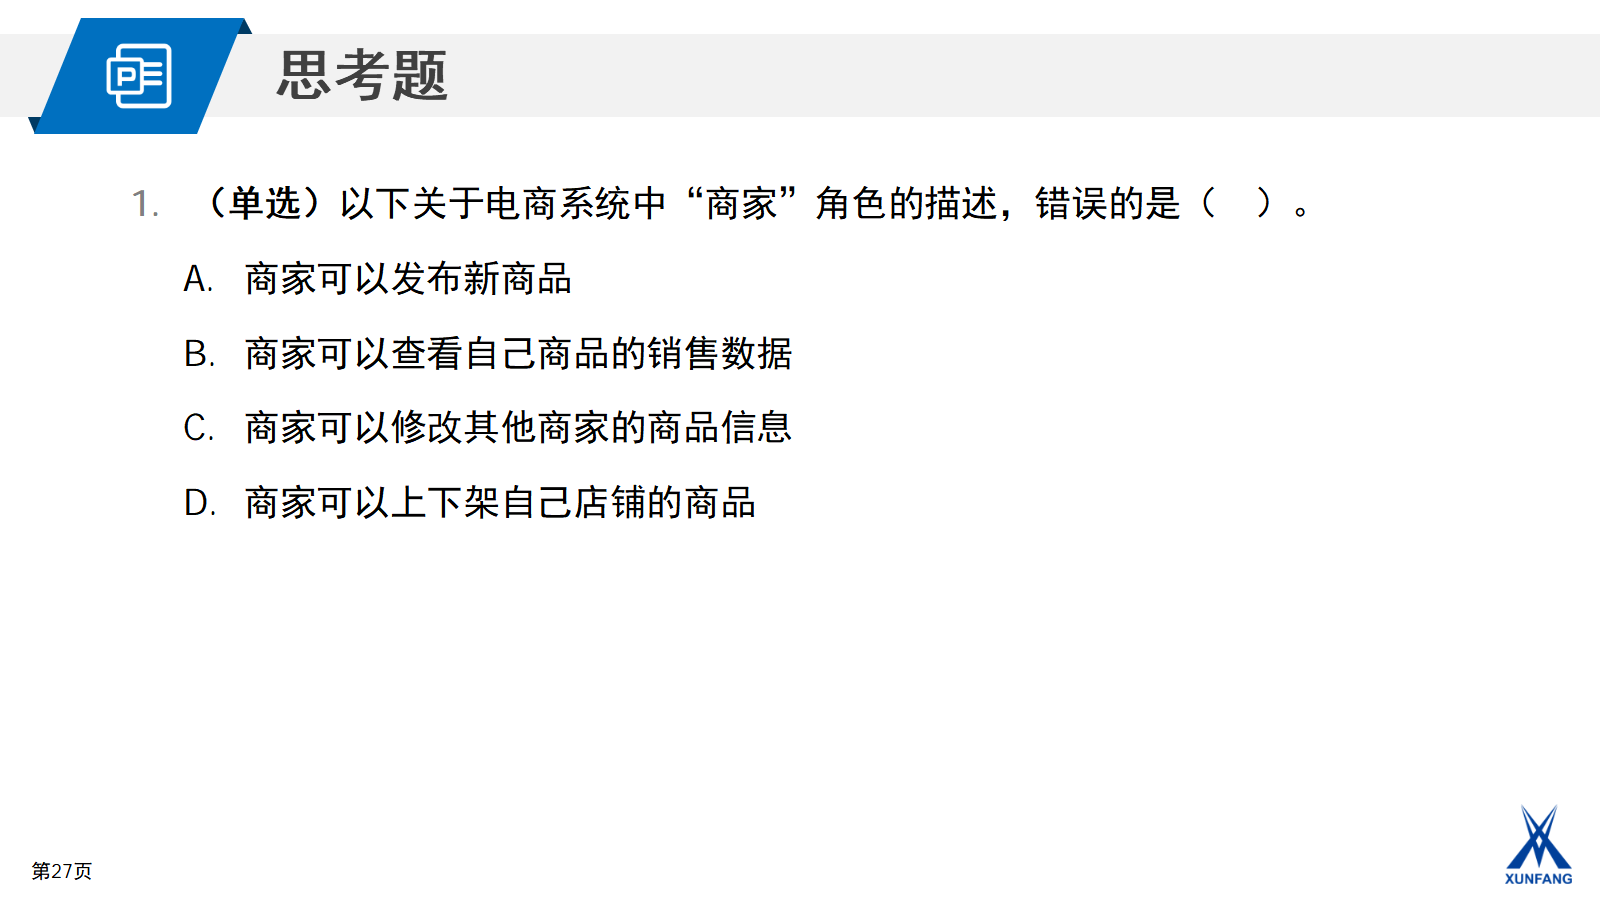 思考题
1. （单选）以下关于电商系统中“商家”角色的描述，错误的是（ ）。
A. 商家可以发布新商品
B. 商家可以查看自己商品的销售数据
C. 商家可以修改其他商家的商品信息
D. 商家可以上下架自己店铺的商品
第27页
XUNFANG